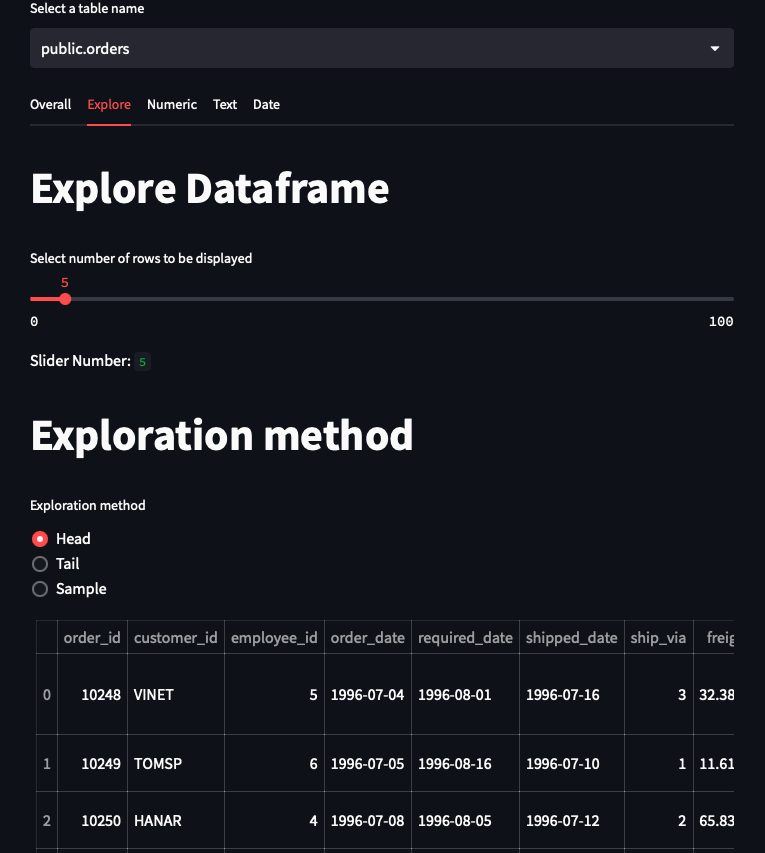 Select a table name
public.orders
Overall Explore Numeric Text Date
Explore Dataframe
Select number of rows to be displayed
5
0 100
Slider Number: 5
Exploration method
Exploration method
Head
Tail
Sample
order_id customer_id employee_id order_date required_date shipped_date ship_via freig
0 10248 VINET 5 1996-07-04 1996-08-01 1996-07-16 3 32.38
1 10249 TOMSP 6 1996-07-05 1996-08-16 1996-07-10 1 11.61
2 10250 HANAR 4 1996-07-08 1996-08-05 1996-07-12 2 65.83